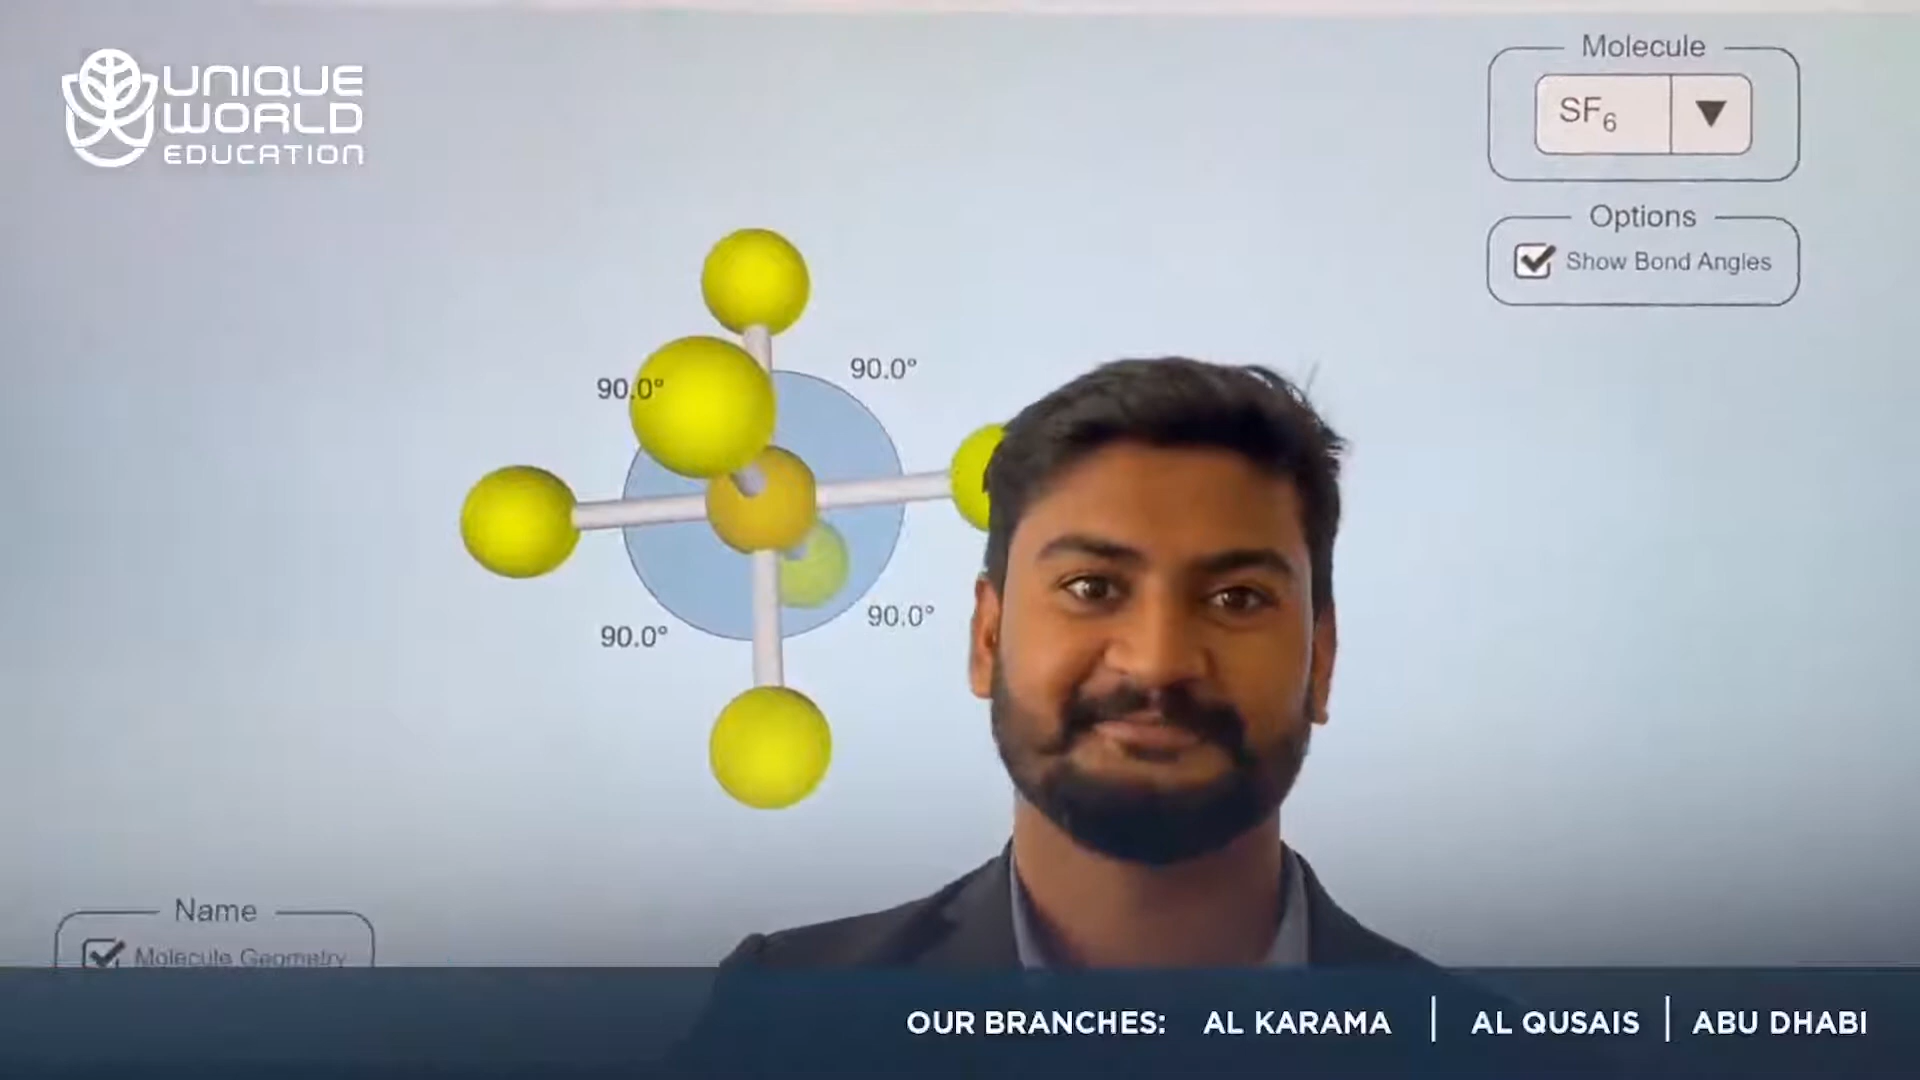 UNIQUE
WORLD
EDUCATION
Molecule
SF₆
Options
Show Bond Angles
90.0°
90.0°
90.0°
90.0°
Name
Molecule Geometry
OUR BRANCHES: AL KARAMA | AL QUSAIS | ABU DHABI